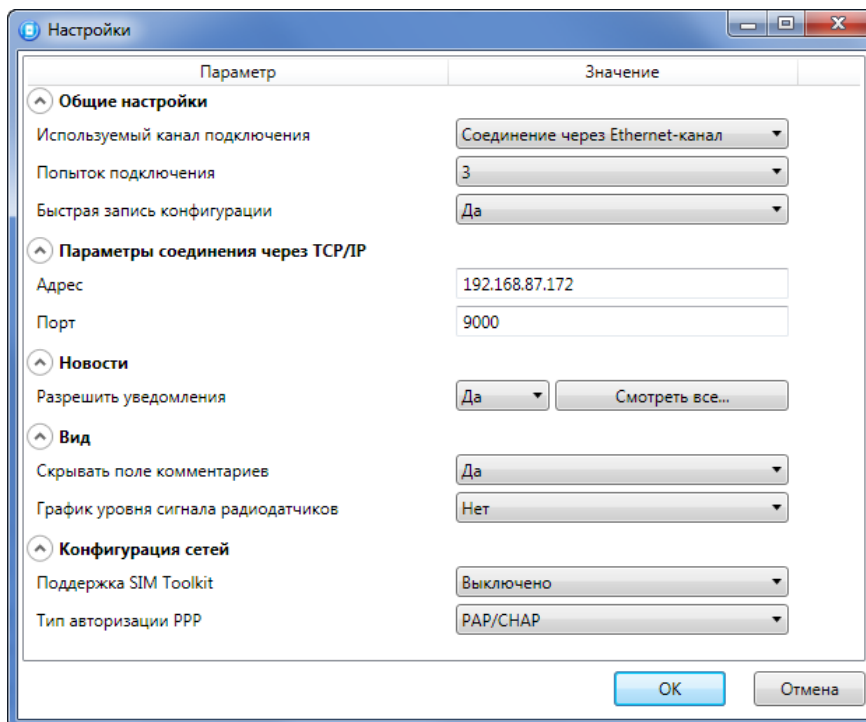 Настройки
Параметр Значение
Общие настройки
Используемый канал подключения Соединение через Ethernet-канал
Попыток подключения 3
Быстрая запись конфигурации Да
Параметры соединения через TCP/IP
Адрес 192.168.87.172
Порт 9000
Новости
Разрешить уведомления Да Смотреть все...
Вид
Скрывать поле комментариев Да
График уровня сигнала радиодатчиков Нет
Конфигурация сетей
Поддержка SIM Toolkit Выключено
Тип авторизации PPP PAP/CHAP
OK Отмена